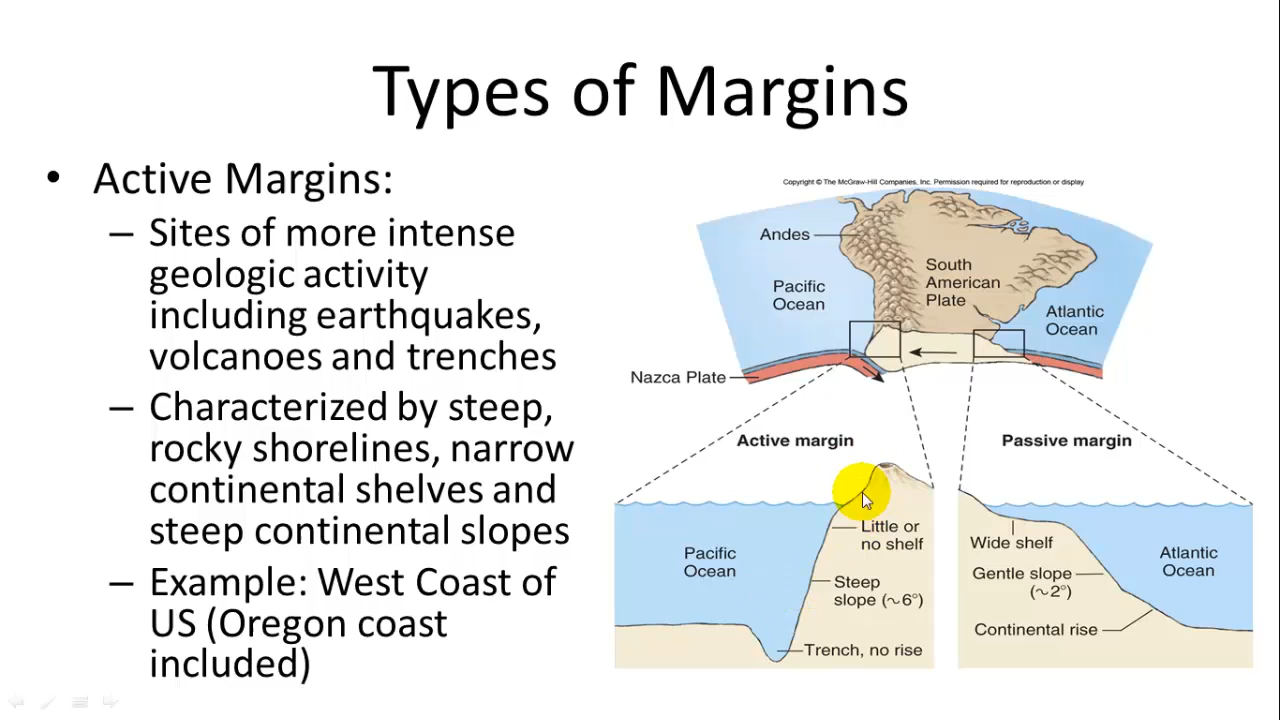 Types of Margins
• Active Margins:
– Sites of more intense
geologic activity
including earthquakes,
volcanoes and trenches
– Characterized by steep,
rocky shorelines, narrow
continental shelves and
steep continental slopes
– Example: West Coast of
US (Oregon coast
included)
Copyright © The McGraw-Hill Companies, Inc. Permission required for reproduction or display
Andes
Pacific
Ocean
South
American
Plate
Atlantic
Ocean
Nazca Plate
Active margin
Pacific
Ocean
Little or
no shelf
Steep
slope (~6°)
Trench, no rise
Passive margin
Wide shelf
Gentle slope
(~2°)
Continental rise
Atlantic
Ocean